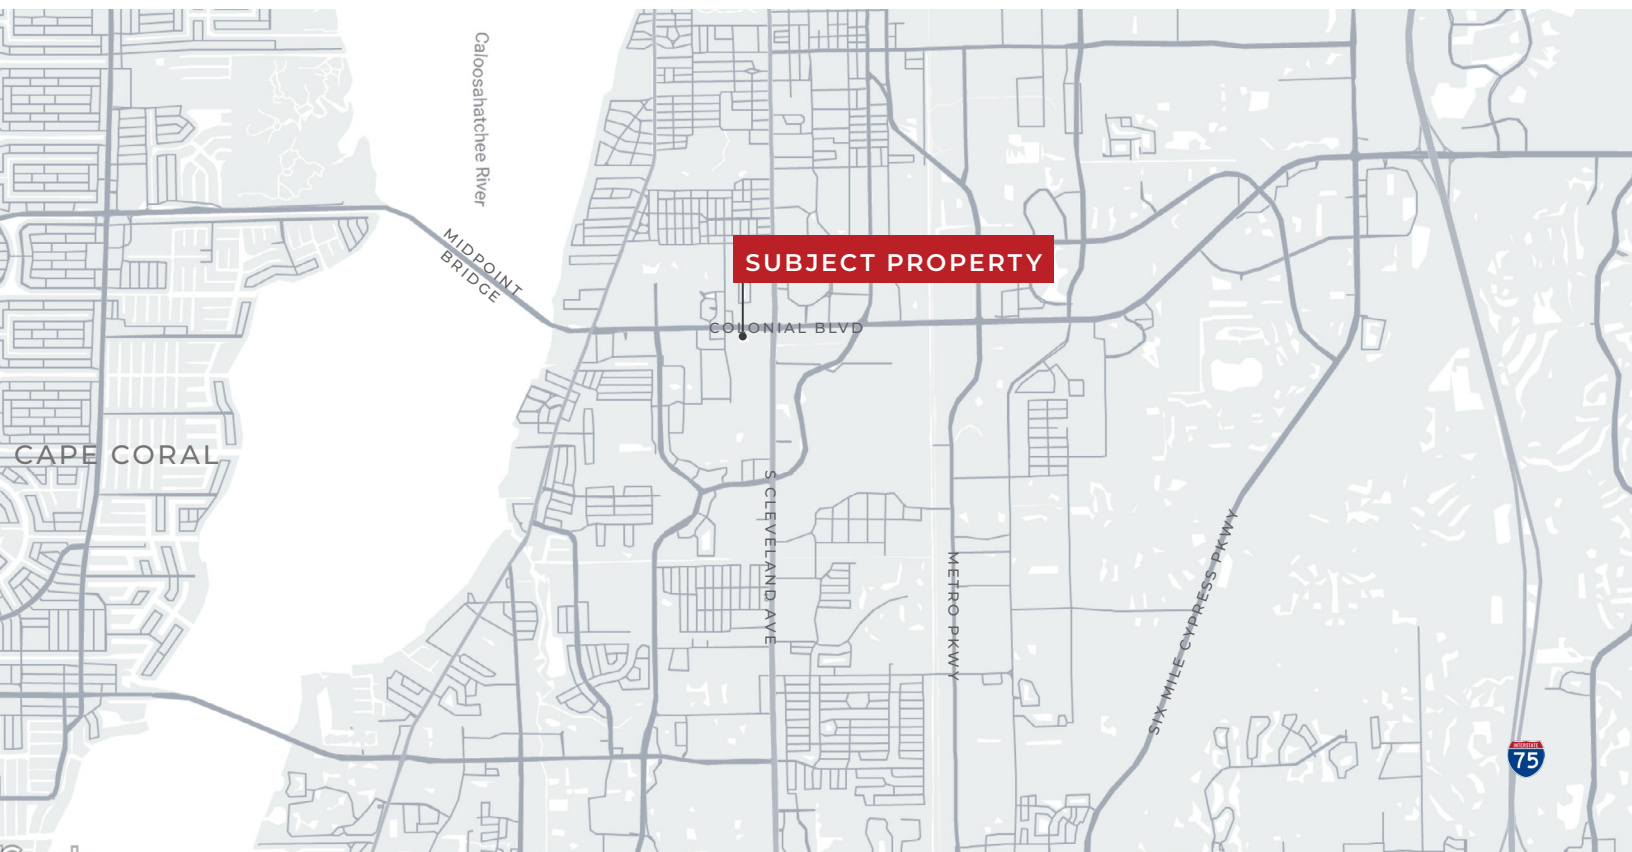 Caloosahatchee River
MIDPOINT
BRIDGE
SUBJECT PROPERTY
COLONIAL BLVD
CAPE CORAL
S CLEVELAND AVE
METRO PKWY
SIX MILE CYPRESS PKWY
INTERSTATE
75